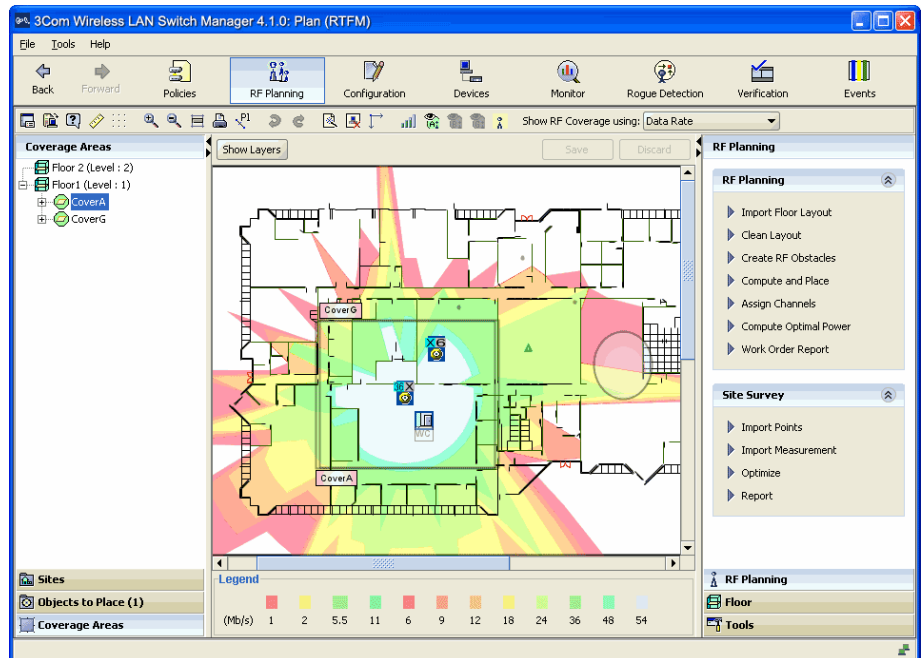 3Com Wireless LAN Switch Manager 4.1.0: Plan (RTFM)
File Tools Help
Back Forward Policies RF Planning Configuration Devices Monitor Rogue Detection Verification Events
Show RF Coverage using: Data Rate
Coverage Areas
Floor 2 (Level : 2)
Floor1 (Level : 1)
CoverA
CoverG
Sites
Objects to Place (1)
Coverage Areas
Show Layers Save Discard
CoverG
X 6
36 X
WC
CoverA
Legend
(Mb/s) 1 2 5.5 11 6 9 12 18 24 36 48 54
RF Planning
RF Planning
Import Floor Layout
Clean Layout
Create RF Obstacles
Compute and Place
Assign Channels
Compute Optimal Power
Work Order Report
Site Survey
Import Points
Import Measurement
Optimize
Report
RF Planning
Floor
Tools